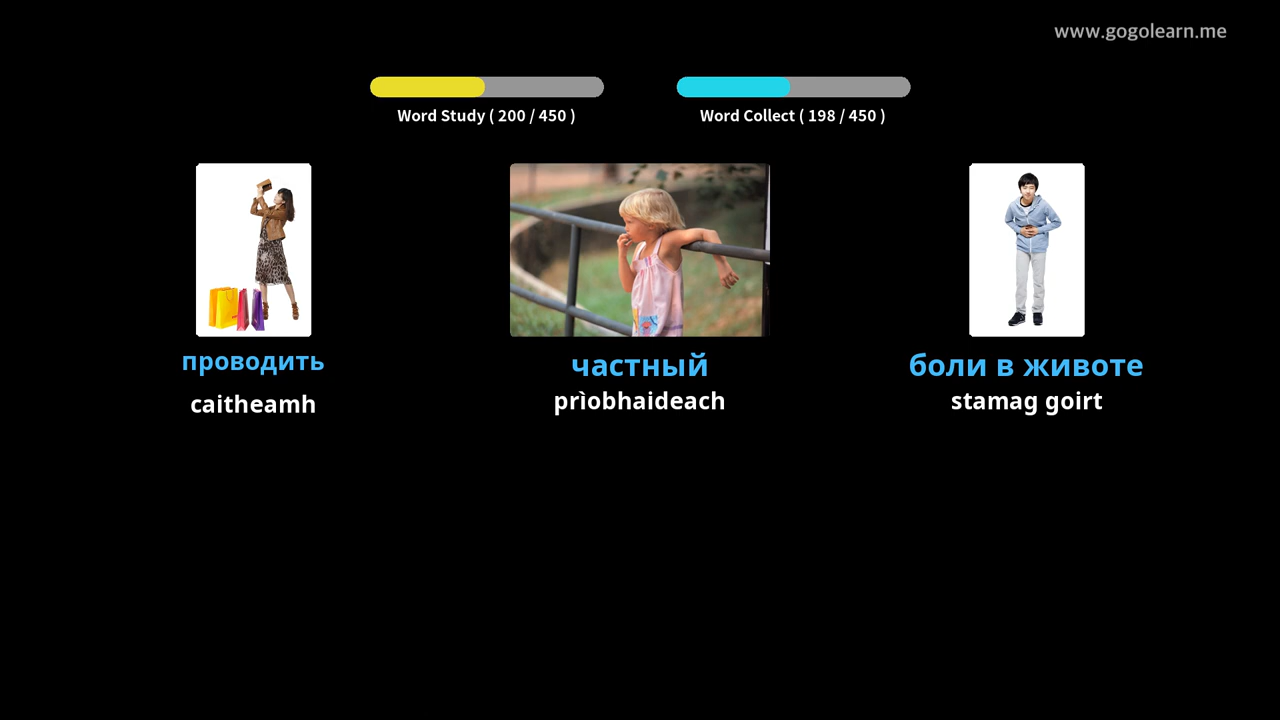 www.gogolearn.me
Word Study ( 200 / 450 )
Word Collect ( 198 / 450 )
проводить
частный
боли в животе
caitheamh
prìobhaideach
stamag goirt